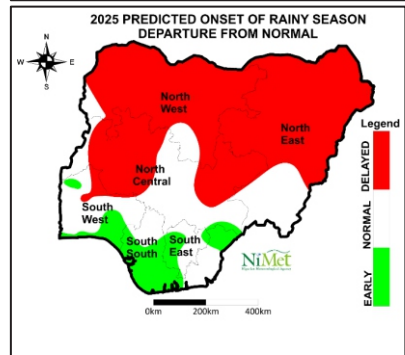 2025 PREDICTED ONSET OF RAINY SEASON
DEPARTURE FROM NORMAL
N
W
E
S
North
West
North
East
North
Central
South
West
South
South
South
East
Legend
DELAYED
NORMAL
EARLY
NiMet
0km
200km
400km